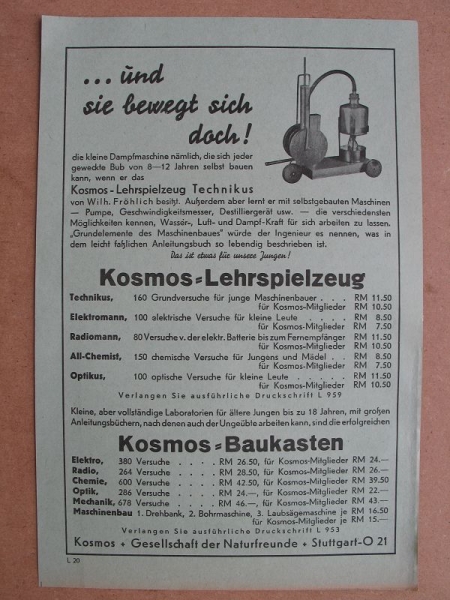 ... und
sie bewegt sich
doch!
die kleine Dampfmaschine nämlich, die sich jeder
geweckte Bub von 8—12 Jahren selbst bauen
kann, wenn er das
Kosmos-Lehrspielzeug Technikus
von Wilh. Fröhlich besitzt. Außerdem aber lernt er mit selbstgebauten Maschinen
— Pumpe, Geschwindigkeitsmesser, Destilliergerät usw. — die verschiedensten
Möglichkeiten kennen, Wasser-, Luft- und Dampf-Kraft für sich arbeiten zu lassen.
„Grundelemente des Maschinenbaues" würde der Ingenieur es nennen, was in
dem leicht faßlichen Anleitungsbuch so lebendig beschrieben ist.
Das ist etwas für unsere Jungen!
Kosmos-Lehrspielzeug
Technikus, 160 Grundversuche für junge Maschinenbauer . . . RM 11.50
für Kosmos-Mitglieder RM 10.50
Elektromann, 100 elektrische Versuche für kleine Leute . . . . . RM 8.50
für Kosmos-Mitglieder RM 7.50
Radiomann, 80 Versuche v. der elektr. Batterie bis zum Fernempfänger RM 11.50
für Kosmos-Mitglieder RM 10.50
All-Chemist, 150 chemische Versuche für Jungens und Mädel . . RM 8.50
für Kosmos-Mitglieder RM 7.50
Optikus, 100 optische Versuche für kleine Leute . . . . . RM 11.50
für Kosmos-Mitglieder RM 10.50
Verlangen Sie ausführliche Druckschrift L 959
Kleine, aber vollständige Laboratorien für ältere Jungen bis zu 18 Jahren, mit großen
Anleitungsbüchern, nach denen auch der Ungeübte arbeiten kann, sind die erfolgreichen
Kosmos-Baukasten
Elektro, 380 Versuche . . . . RM 26.50, für Kosmos-Mitglieder RM 24.—
Radio, 264 Versuche . . . . RM 28.50, für Kosmos-Mitglieder RM 26.—
Chemie, 600 Versuche . . . . RM 42.50, für Kosmos-Mitglieder RM 39.50
Optik, 286 Versuche . . . . RM 24.—, für Kosmos-Mitglieder RM 22.—
Mechanik, 678 Versuche . . . . RM 46.—, für Kosmos-Mitglieder RM 43.—
Maschinenbau 1. Drehbank, 2. Bohrmaschine, 3. Laubsägemaschine je RM 16.50
für Kosmos-Mitglieder je RM 15.—
Verlangen Sie ausführliche Druckschrift L 953
Kosmos + Gesellschaft der Naturfreunde + Stuttgart-O 21
L 20